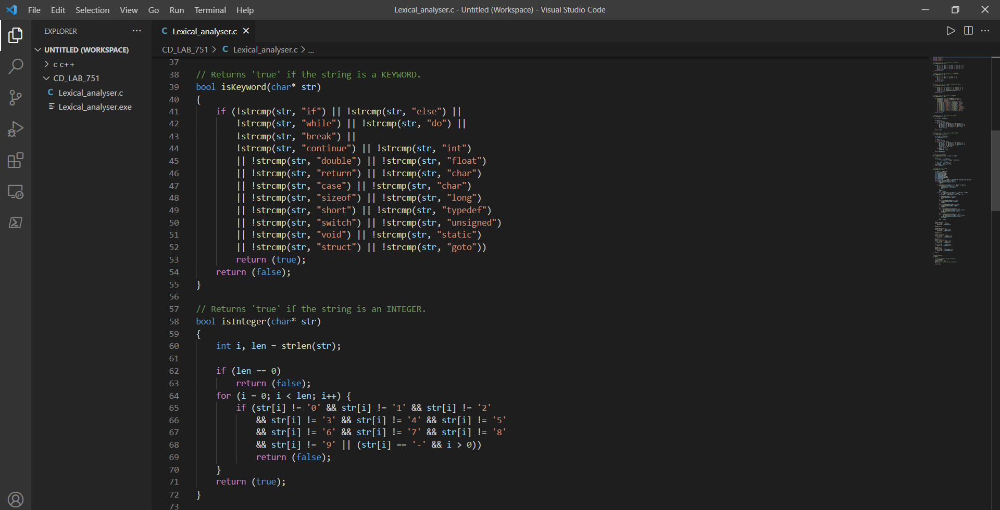 File Edit Selection View Go Run Terminal Help
Lexical_analyser.c - Untitled (Workspace) - Visual Studio Code
EXPLORER
UNTITLED (WORKSPACE)
c c++
CD_LAB_751
C Lexical_analyser.c
Lexical_analyser.exe
C Lexical_analyser.c
CD_LAB_751 > C Lexical_analyser.c > ...
37
38 // Returns 'true' if the string is a KEYWORD.
39 bool isKeyword(char* str)
40 {
41 if (!strcmp(str, "if") || !strcmp(str, "else") ||
42 !strcmp(str, "while") || !strcmp(str, "do") ||
43 !strcmp(str, "break") ||
44 !strcmp(str, "continue") || !strcmp(str, "int")
45 || !strcmp(str, "double") || !strcmp(str, "float")
46 || !strcmp(str, "return") || !strcmp(str, "char")
47 || !strcmp(str, "case") || !strcmp(str, "char")
48 || !strcmp(str, "sizeof") || !strcmp(str, "long")
49 || !strcmp(str, "short") || !strcmp(str, "typedef")
50 || !strcmp(str, "switch") || !strcmp(str, "unsigned")
51 || !strcmp(str, "void") || !strcmp(str, "static")
52 || !strcmp(str, "struct") || !strcmp(str, "goto"))
53 return (true);
54 return (false);
55 }
56
57 // Returns 'true' if the string is an INTEGER.
58 bool isInteger(char* str)
59 {
60 int i, len = strlen(str);
61
62 if (len == 0)
63 return (false);
64 for (i = 0; i < len; i++) {
65 if (str[i] != '0' && str[i] != '1' && str[i] != '2'
66 && str[i] != '3' && str[i] != '4' && str[i] != '5'
67 && str[i] != '6' && str[i] != '7' && str[i] != '8'
68 && str[i] != '9' || (str[i] == '-' && i > 0))
69 return (false);
70 }
71 return (true);
72 }
73